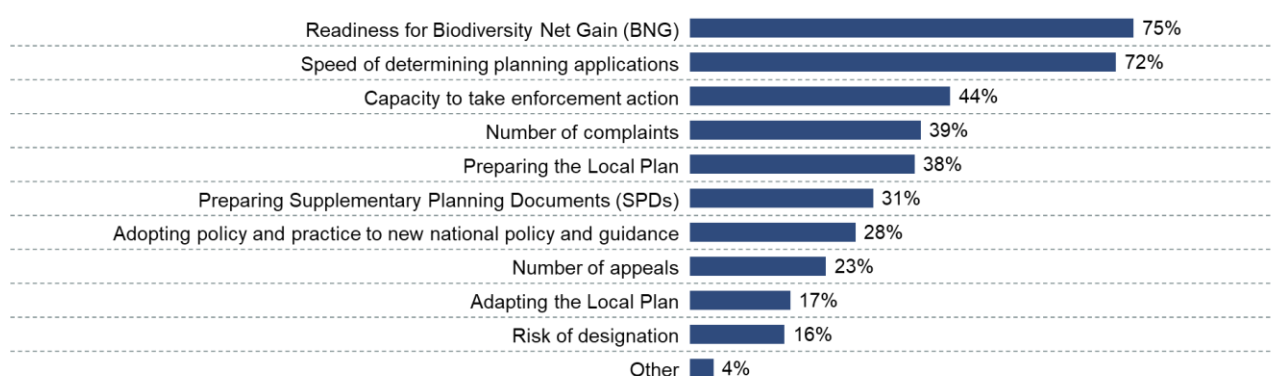 Readiness for Biodiversity Net Gain (BNG) 75%
Speed of determining planning applications 72%
Capacity to take enforcement action 44%
Number of complaints 39%
Preparing the Local Plan 38%
Preparing Supplementary Planning Documents (SPDs) 31%
Adopting policy and practice to new national policy and guidance 28%
Number of appeals 23%
Adapting the Local Plan 17%
Risk of designation 16%
Other 4%